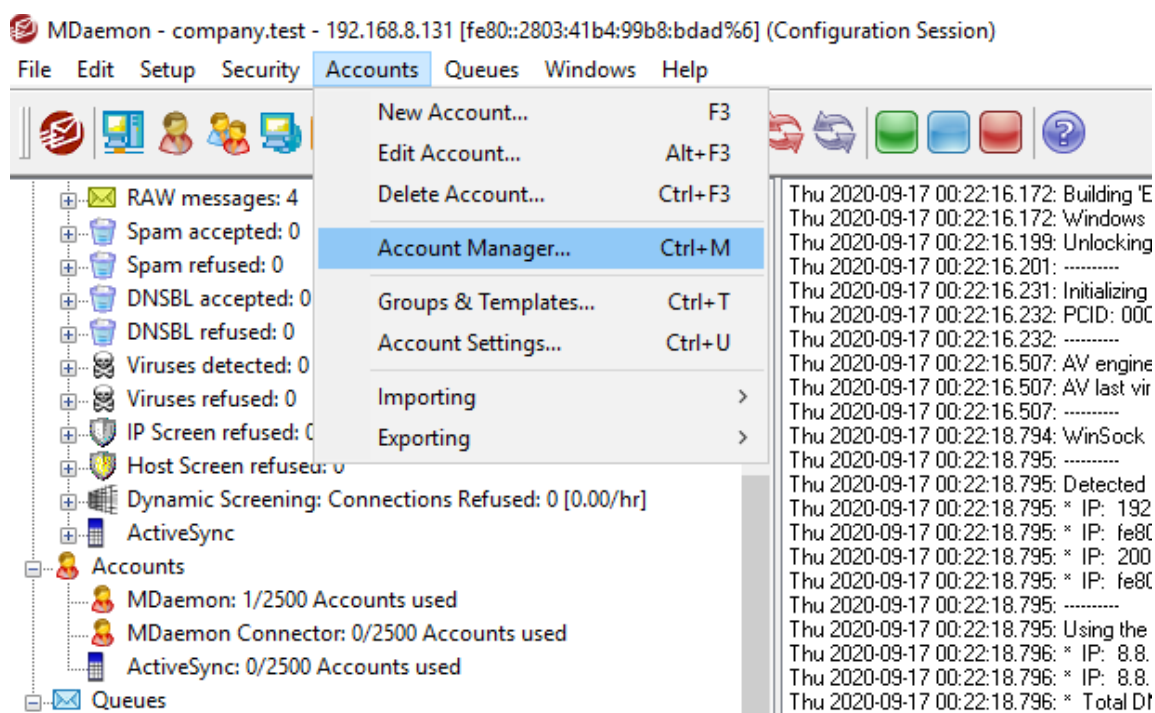 MDaemon - company.test - 192.168.8.131 [fe80::2803:41b4:99b8:bdad%6] (Configuration Session)
File Edit Setup Security Accounts Queues Windows Help
New Account... F3
Edit Account... Alt+F3
Delete Account... Ctrl+F3
Account Manager... Ctrl+M
Groups & Templates... Ctrl+T
Account Settings... Ctrl+U
Importing
Exporting
RAW messages: 4
Spam accepted: 0
Spam refused: 0
DNSBL accepted: 0
DNSBL refused: 0
Viruses detected: 0
Viruses refused: 0
IP Screen refused:
Host Screen refused: 0
Dynamic Screening: Connections Refused: 0 [0.00/hr]
ActiveSync
Accounts
MDaemon: 1/2500 Accounts used
MDaemon Connector: 0/2500 Accounts used
ActiveSync: 0/2500 Accounts used
Queues
Thu 2020-09-17 00:22:16.172: Building
Thu 2020-09-17 00:22:16.172: Windows
Thu 2020-09-17 00:22:16.199: Unlocking
Thu 2020-09-17 00:22:16.201: ----------
Thu 2020-09-17 00:22:16.231: Initializing
Thu 2020-09-17 00:22:16.232: PCID: 000
Thu 2020-09-17 00:22:16.232: ----------
Thu 2020-09-17 00:22:16.507: AV engine
Thu 2020-09-17 00:22:16.507: AV last vir
Thu 2020-09-17 00:22:16.507: ----------
Thu 2020-09-17 00:22:18.794: WinSock
Thu 2020-09-17 00:22:18.795: ----------
Thu 2020-09-17 00:22:18.795: Detected
Thu 2020-09-17 00:22:18.795: * IP: 192
Thu 2020-09-17 00:22:18.795: * IP: fe80
Thu 2020-09-17 00:22:18.795: * IP: 200
Thu 2020-09-17 00:22:18.795: * IP: fe80
Thu 2020-09-17 00:22:18.795: ----------
Thu 2020-09-17 00:22:18.795: Using the
Thu 2020-09-17 00:22:18.796: * IP: 8.8.
Thu 2020-09-17 00:22:18.796: * IP: 8.8.
Thu 2020-09-17 00:22:18.796: * Total